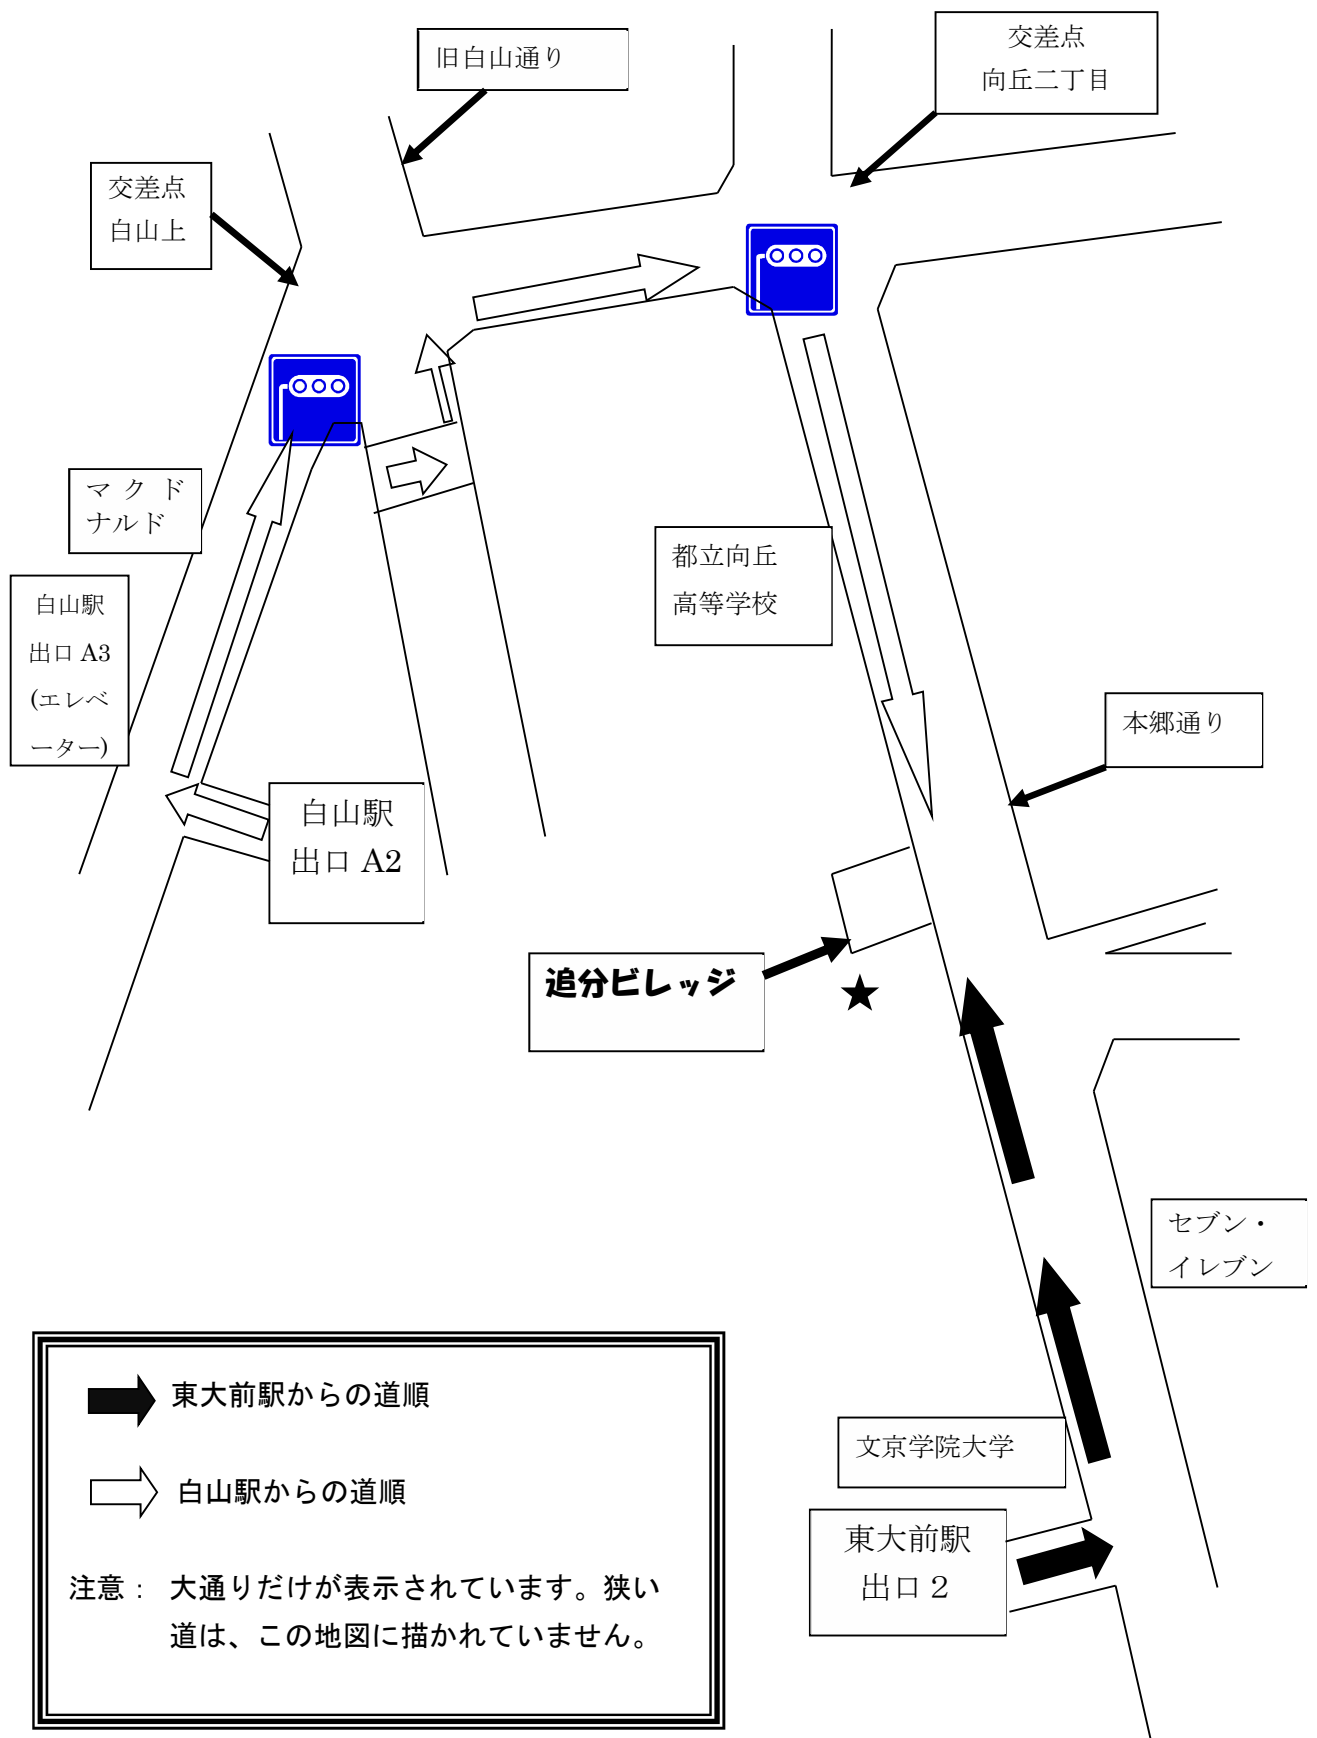 旧白山通り
交差点
向丘二丁目
交差点
白山上
マクド
ナルド
白山駅
出口 A3
(エレベ
ーター)
都立向丘
高等学校
本郷通り
白山駅
出口 A2
追分ビレッジ
★
セブン・
イレブン
文京学院大学
東大前駅
出口 2
東大前駅からの道順
白山駅からの道順
注意： 大通りだけが表示されています。狭い
道は、この地図に描かれていません。